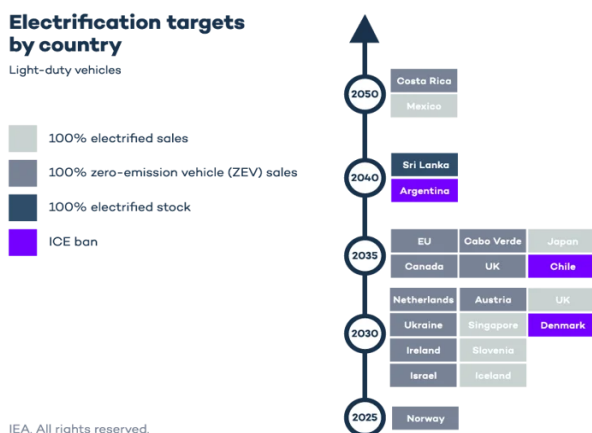 Electrification targets
by country
Light-duty vehicles
100% electrified sales
100% zero-emission vehicle (ZEV) sales
100% electrified stock
ICE ban
2050
Costa Rica
Mexico
2040
Sri Lanka
Argentina
2035
EU Cabo Verde Japan
Canada UK Chile
2030
Netherlands Austria UK
Ukraine Singapore Denmark
Ireland Slovenia
Israel Iceland
2025
Norway
IEA. All rights reserved.